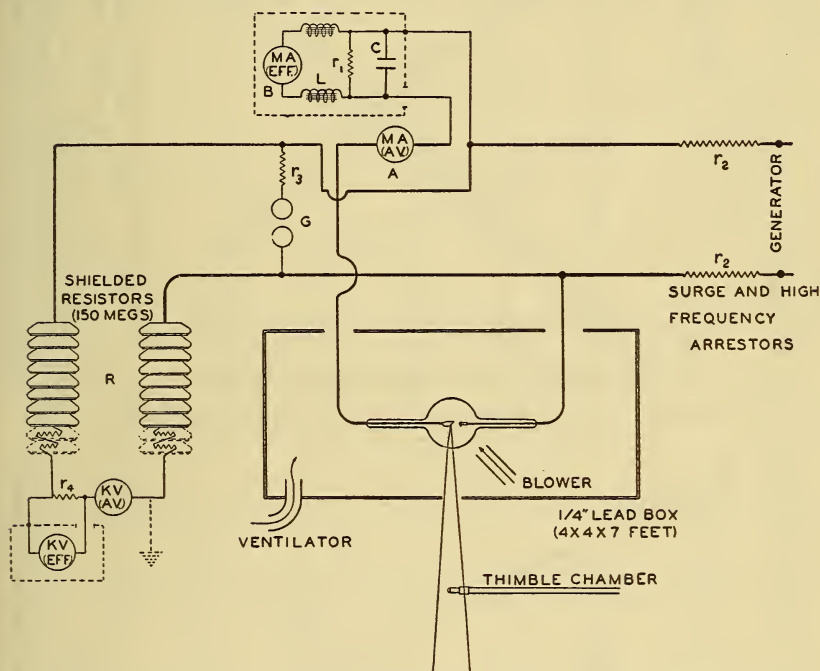 MA
(EFF.)
B
L
r₁
C
MA
(AV.)
A
r₃
G
r₂
r₂
GENERATOR
SURGE AND HIGH
FREQUENCY
ARRESTORS
SHIELDED
RESISTORS
(150 MEGS)
R
r₄
KV
(AV.)
KV
(EFF.)
VENTILATOR
BLOWER
1/4" LEAD BOX
(4X4X7 FEET)
THIMBLE CHAMBER